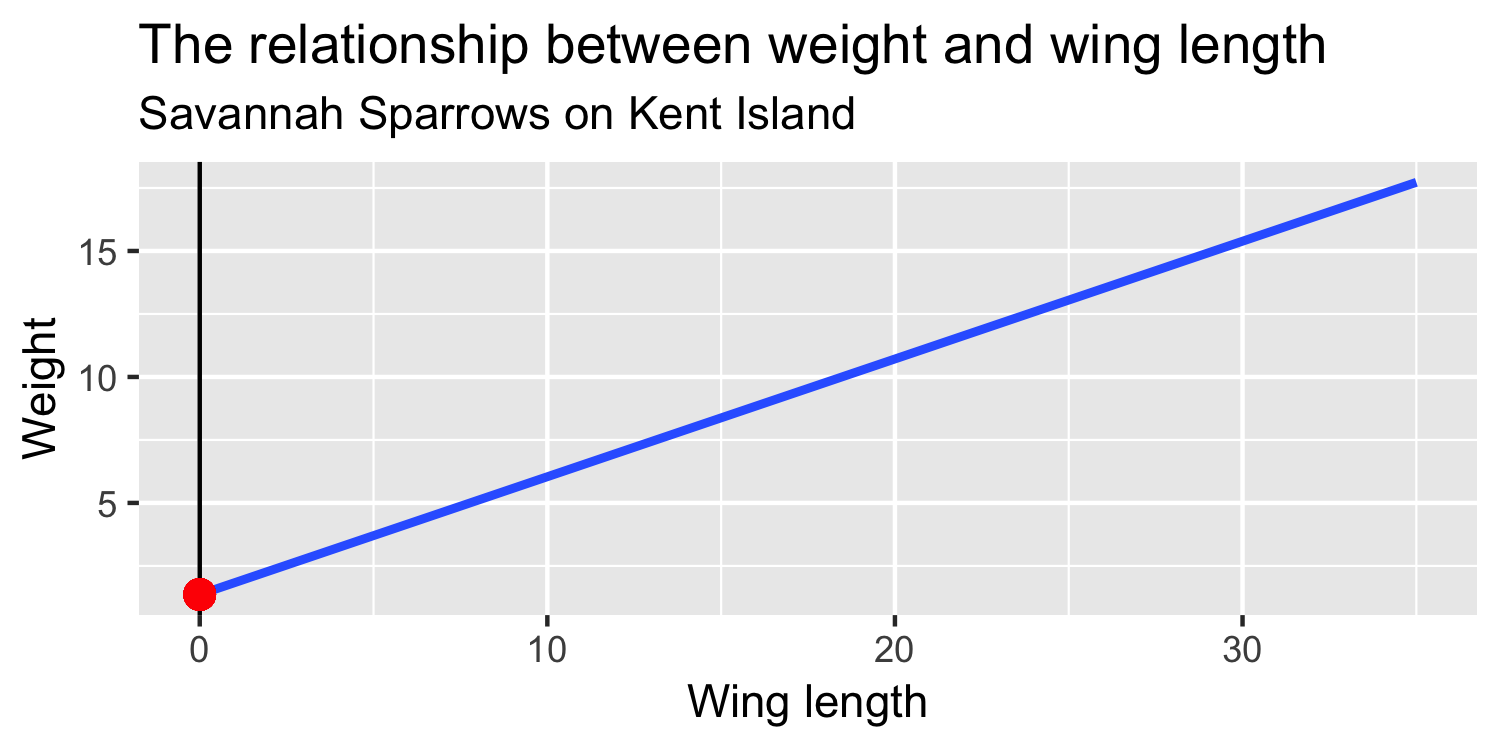 The relationship between weight and wing length
Savannah Sparrows on Kent Island
Weight
15
10
5
0 10 20 30
Wing length